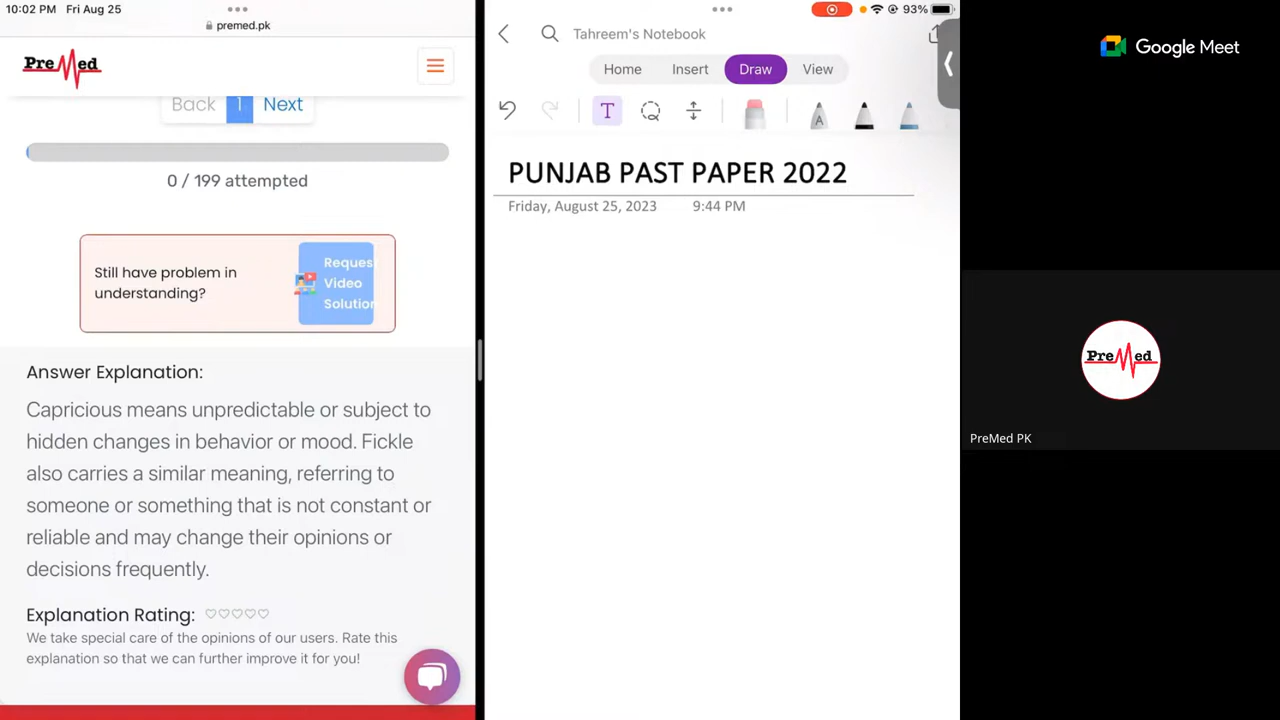 10:02 PM Fri Aug 25
premed.pk
PreMed
Back 1 Next
0 / 199 attempted
Still have problem in
understanding?
Reques
Video
Solution
Answer Explanation:
Capricious means unpredictable or subject to
hidden changes in behavior or mood. Fickle
also carries a similar meaning, referring to
someone or something that is not constant or
reliable and may change their opinions or
decisions frequently.
Explanation Rating:
We take special care of the opinions of our users. Rate this
explanation so that we can further improve it for you!
93%
Tahreem's Notebook
Home Insert Draw View
T
A
PUNJAB PAST PAPER 2022
Friday, August 25, 2023 9:44 PM
Google Meet
PreMed
PreMed PK